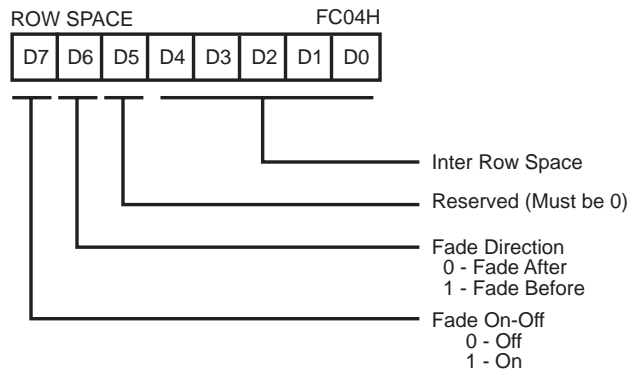 ROW SPACE FC04H
D7 D6 D5 D4 D3 D2 D1 D0
Inter Row Space
Reserved (Must be 0)
Fade Direction
0 - Fade After
1 - Fade Before
Fade On-Off
0 - Off
1 - On